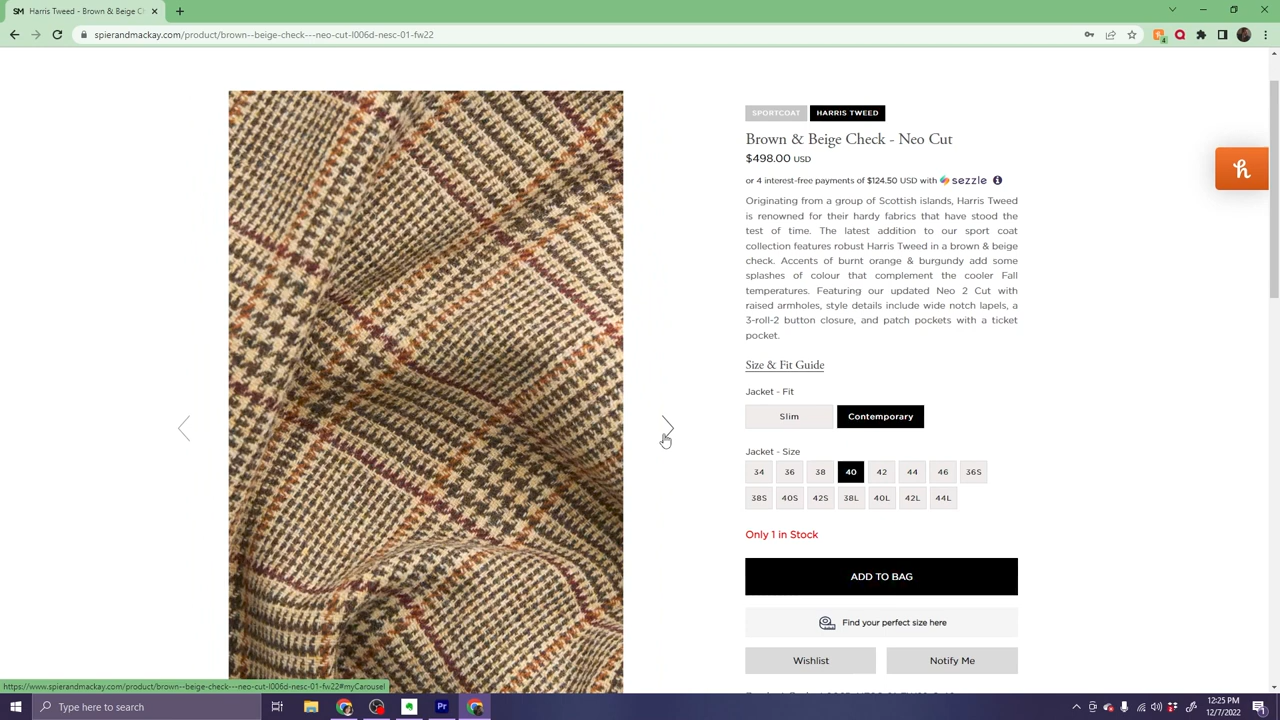 Harris Tweed - Brown & Beige C
spierandmackay.com/product/brown--beige-check---neo-cut-l006d-nesc-01-fw22
SPORTCOAT HARRIS TWEED
Brown & Beige Check - Neo Cut
$498.00 USD
or 4 interest-free payments of $124.50 USD with sezzle
Originating from a group of Scottish islands, Harris Tweed
is renowned for their hardy fabrics that have stood the
test of time. The latest addition to our sport coat
collection features robust Harris Tweed in a brown & beige
check. Accents of burnt orange & burgundy add some
splashes of colour that complement the cooler Fall
temperatures. Featuring our updated Neo 2 Cut with
raised armholes, style details include wide notch lapels, a
3-roll-2 button closure, and patch pockets with a ticket
pocket.
Size & Fit Guide
Jacket - Fit
Slim Contemporary
Jacket - Size
34 36 38 40 42 44 46 36S
38S 40S 42S 38L 40L 42L 44L
Only 1 in Stock
ADD TO BAG
Find your perfect size here
Wishlist Notify Me
https://www.spierandmackay.com/product/brown--beige-check---neo-cut-l006d-nesc-01-fw22#myCarousel
Type here to search
12:25 PM
12/7/2022